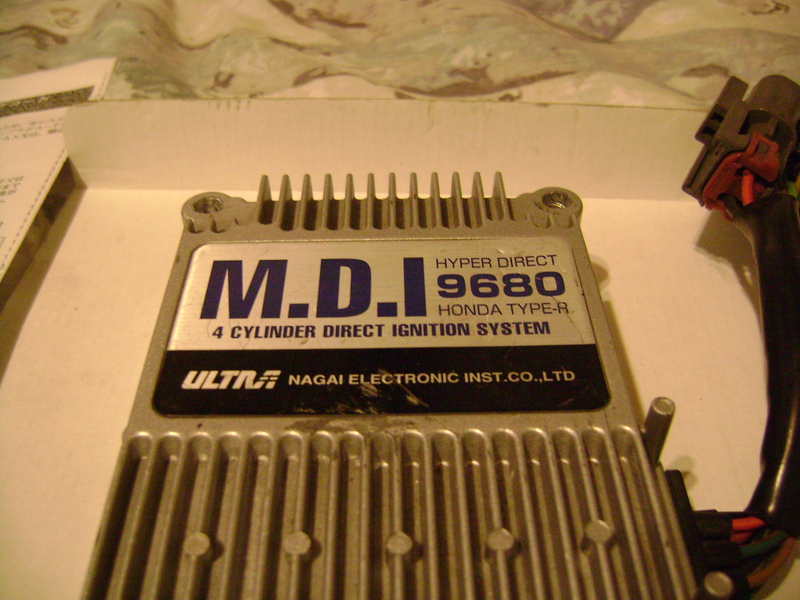 M.D.I
HYPER DIRECT
9680
HONDA TYPE-R
4 CYLINDER DIRECT IGNITION SYSTEM
ULTRA NAGAI ELECTRONIC INST.CO.,LTD